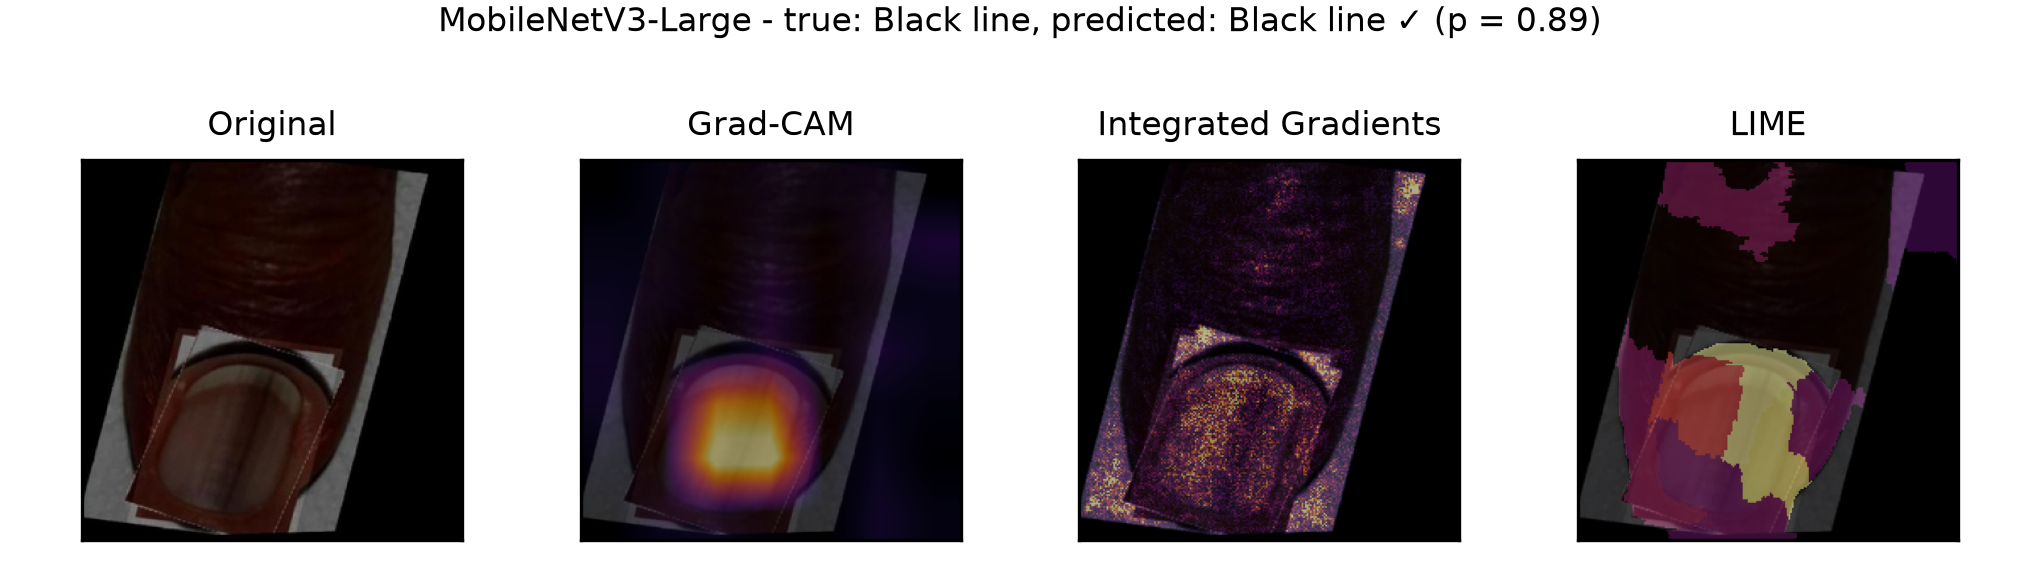 MobileNetV3-Large - true: Black line, predicted: Black line ✓ (p = 0.89)
Original
Grad-CAM
Integrated Gradients
LIME